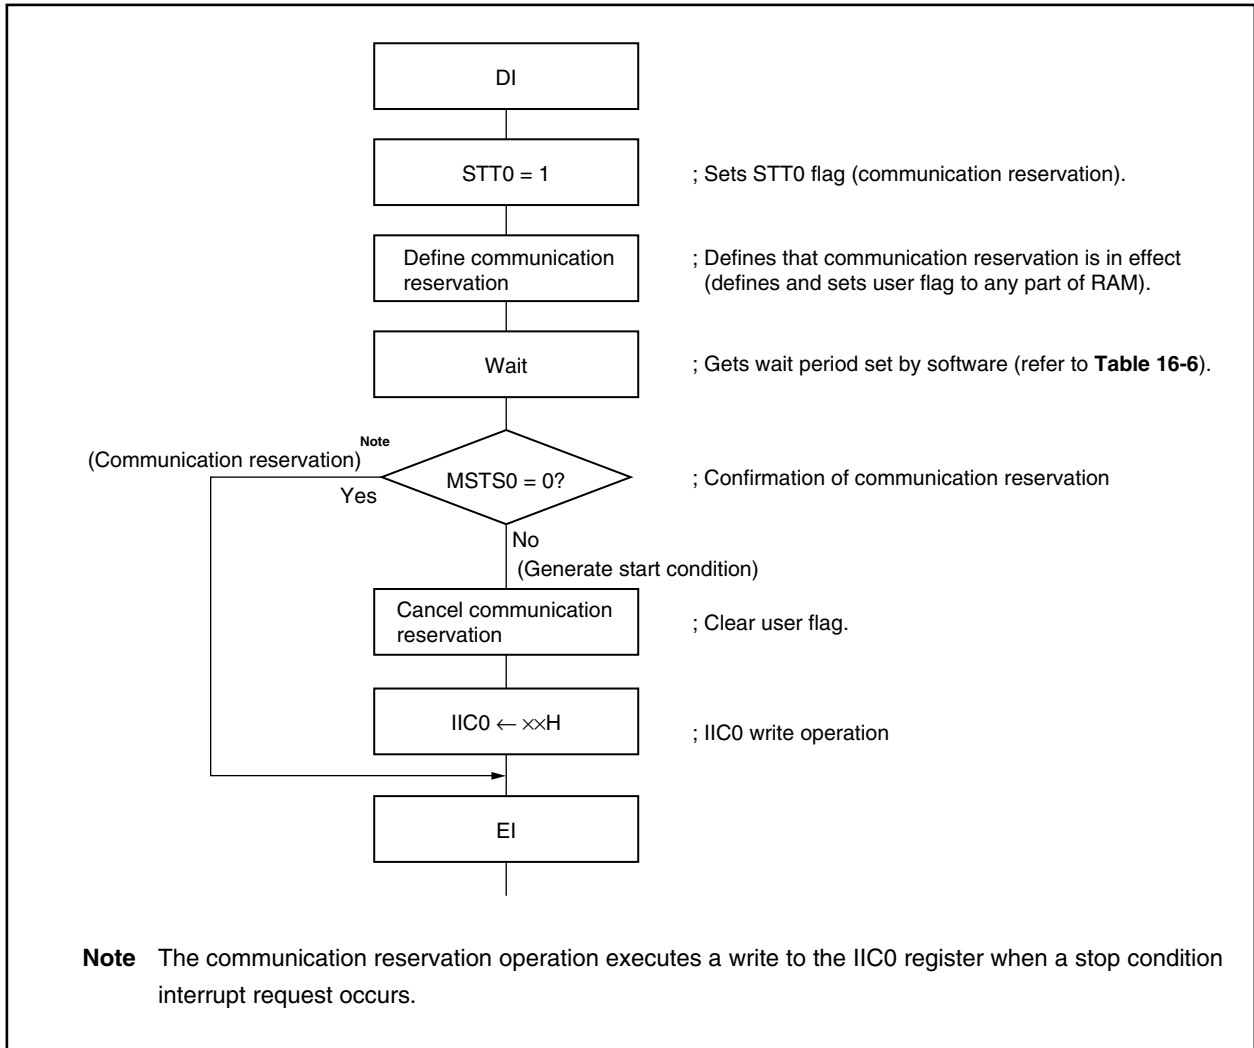 DI
STT0 = 1
; Sets STT0 flag (communication reservation).
Define communication
reservation
; Defines that communication reservation is in effect
(defines and sets user flag to any part of RAM).
Wait
; Gets wait period set by software (refer to Table 16-6).
(Communication reservation) Note
MSTS0 = 0?
; Confirmation of communication reservation
Yes
No
(Generate start condition)
Cancel communication
reservation
; Clear user flag.
IIC0 ← ××H
; IIC0 write operation
EI
Note The communication reservation operation executes a write to the IIC0 register when a stop condition
interrupt request occurs.